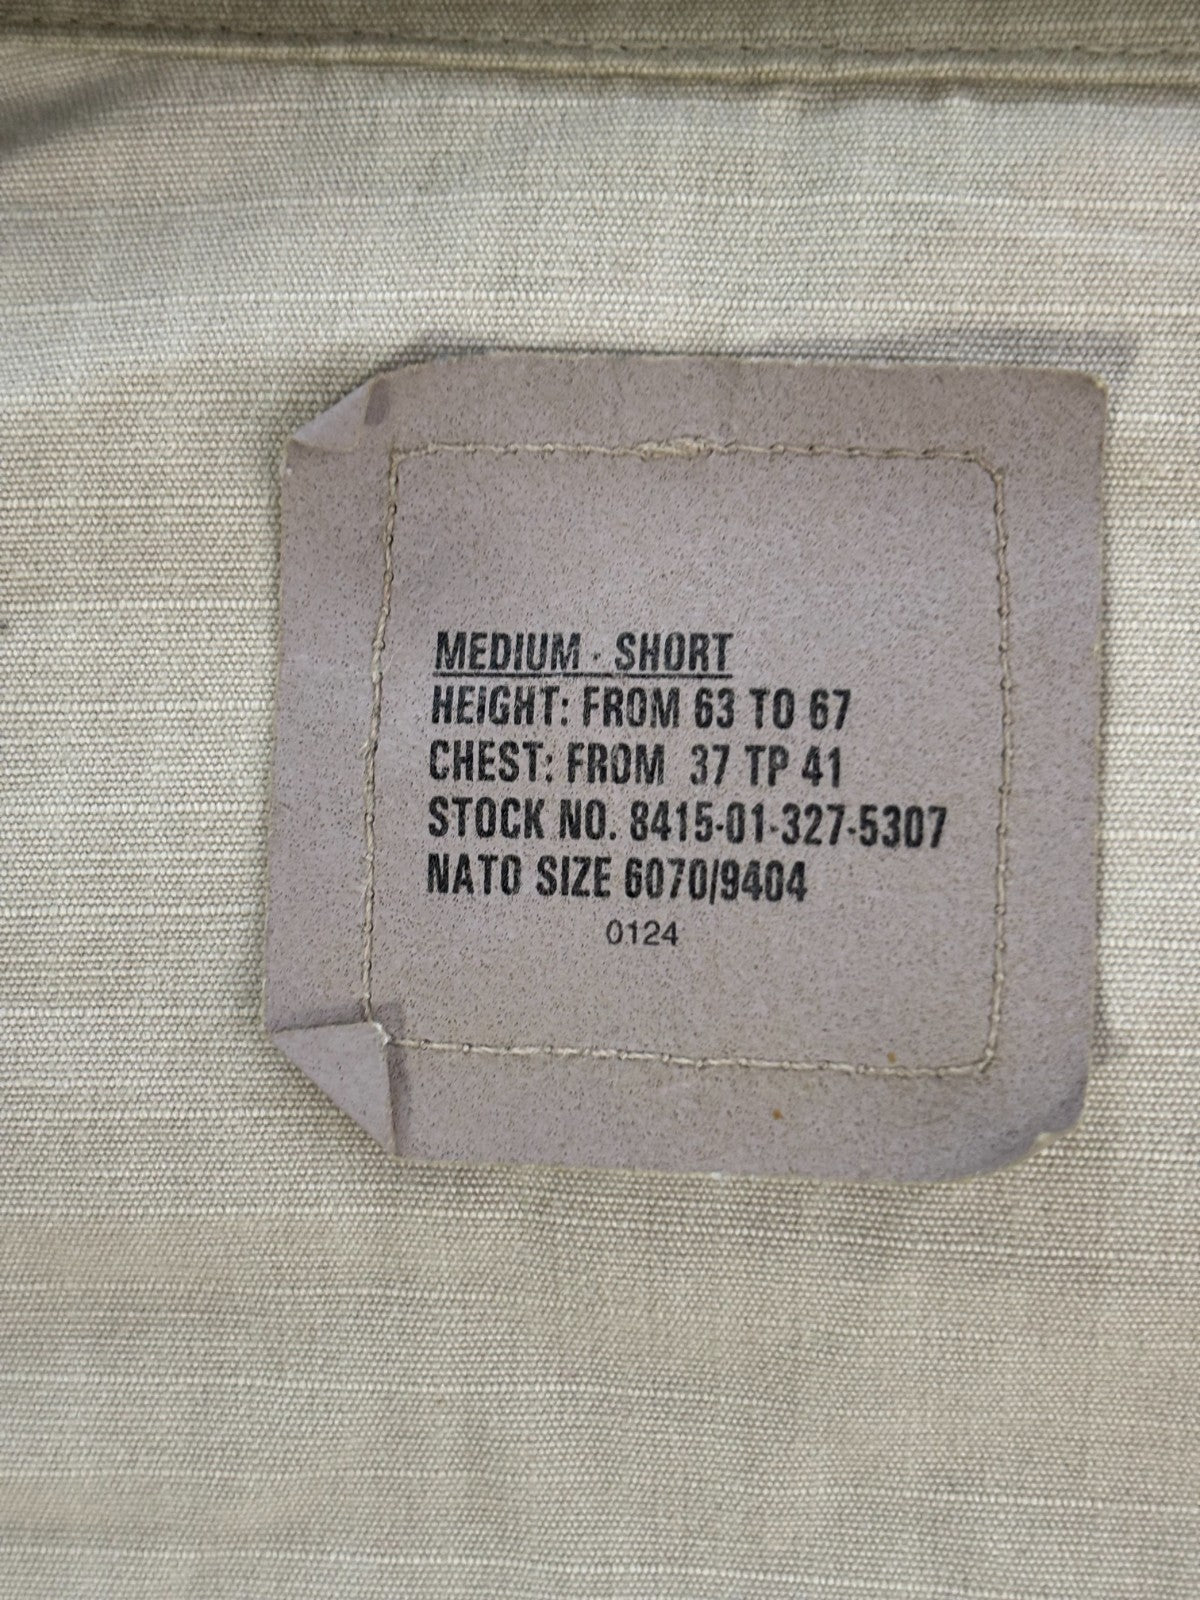 MEDIUM - SHORT
HEIGHT: FROM 63 TO 67
CHEST: FROM 37 TP 41
STOCK NO. 8415-01-327-5307
NATO SIZE 6070/9404
0124